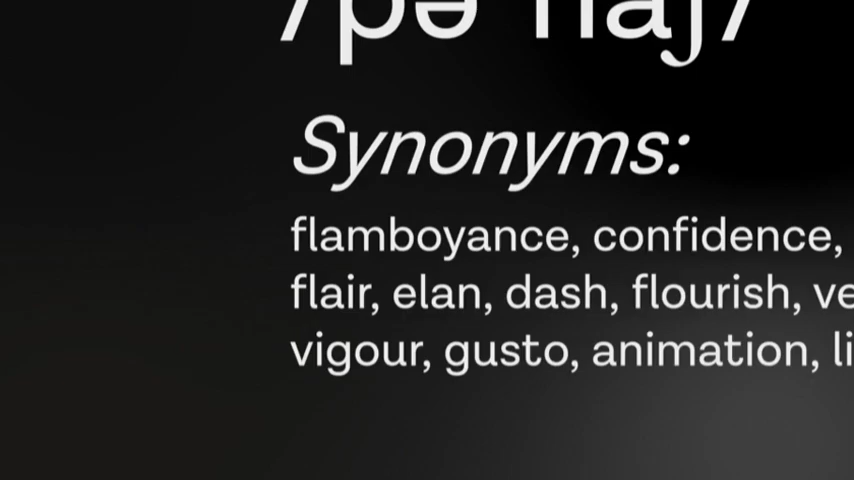 Synonyms:
flamboyance, confidence,
flair, elan, dash, flourish,
vigour, gusto, animation,